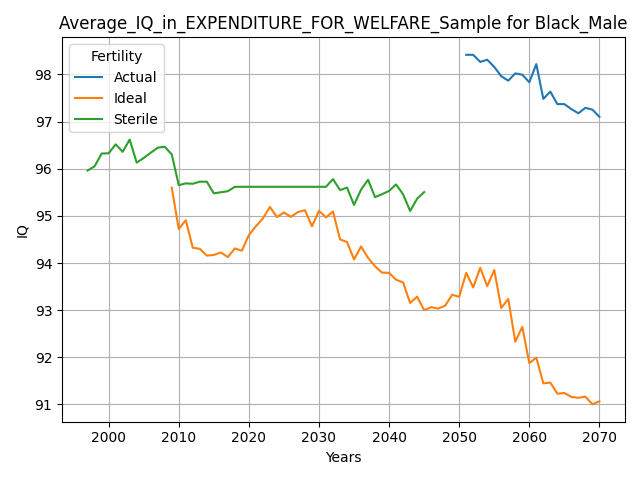 Average_IQ_in_EXPENDITURE_FOR_WELFARE_Sample for Black_Male
Fertility
Actual
Ideal
Sterile
98
97
96
95
94
93
92
91
IQ
2000 2010 2020 2030 2040 2050 2060 2070
Years